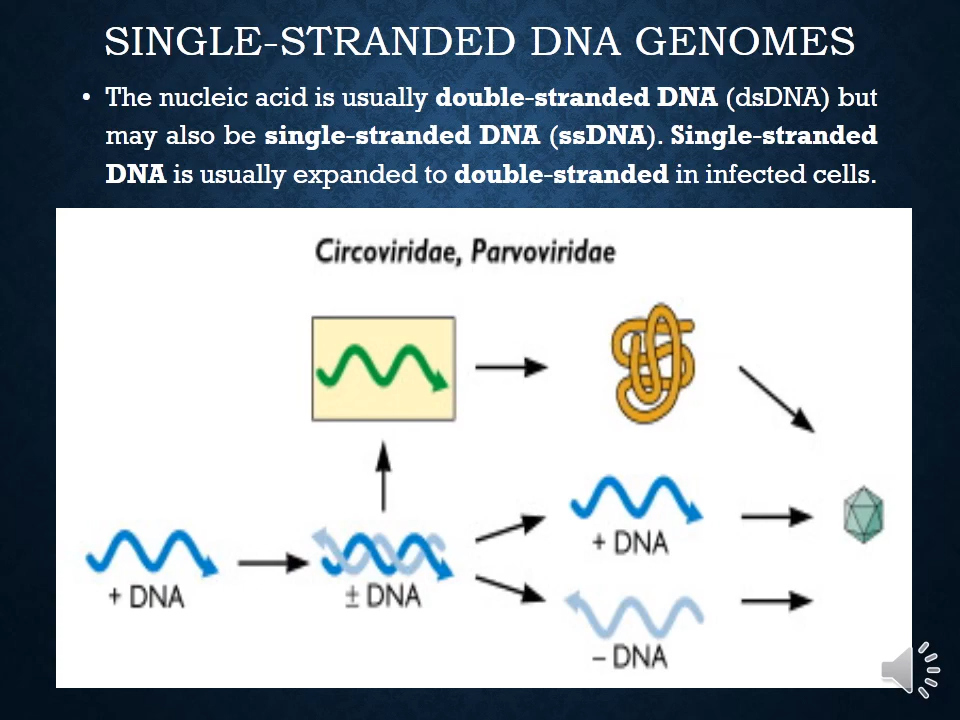 SINGLE-STRANDED DNA GENOMES
• The nucleic acid is usually double-stranded DNA (dsDNA) but
may also be single-stranded DNA (ssDNA). Single-stranded
DNA is usually expanded to double-stranded in infected cells.
Circoviridae, Parvoviridae
+ DNA
± DNA
+ DNA
– DNA